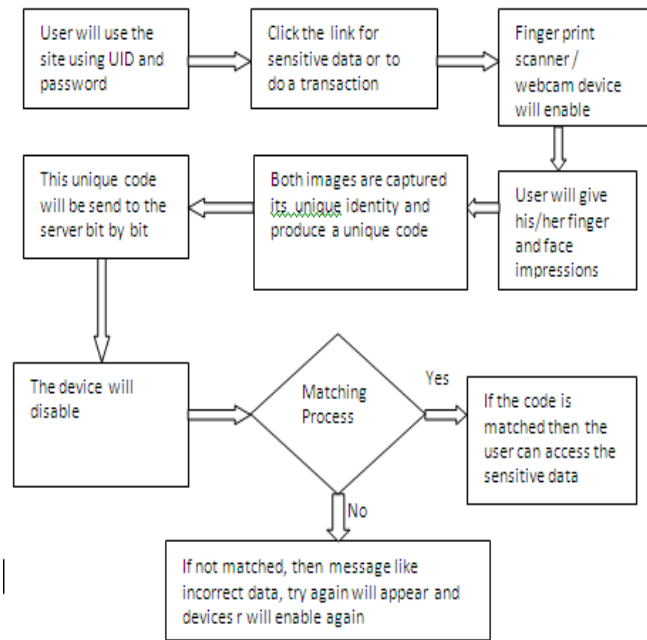 User will use the
site using UID and
password
Click the link for
sensitive data or to
do a transaction
Finger print
scanner /
webcam device
will enable
User will give
his/her finger
and face
impressions
Both images are captured
its unique identity and
produce a unique code
This unique code
will be send to the
server bit by bit
The device will
disable
Matching
Process
Yes
If the code is
matched then the
user can access the
sensitive data
No
If not matched, then message like
incorrect data, try again will appear and
devices r will enable again